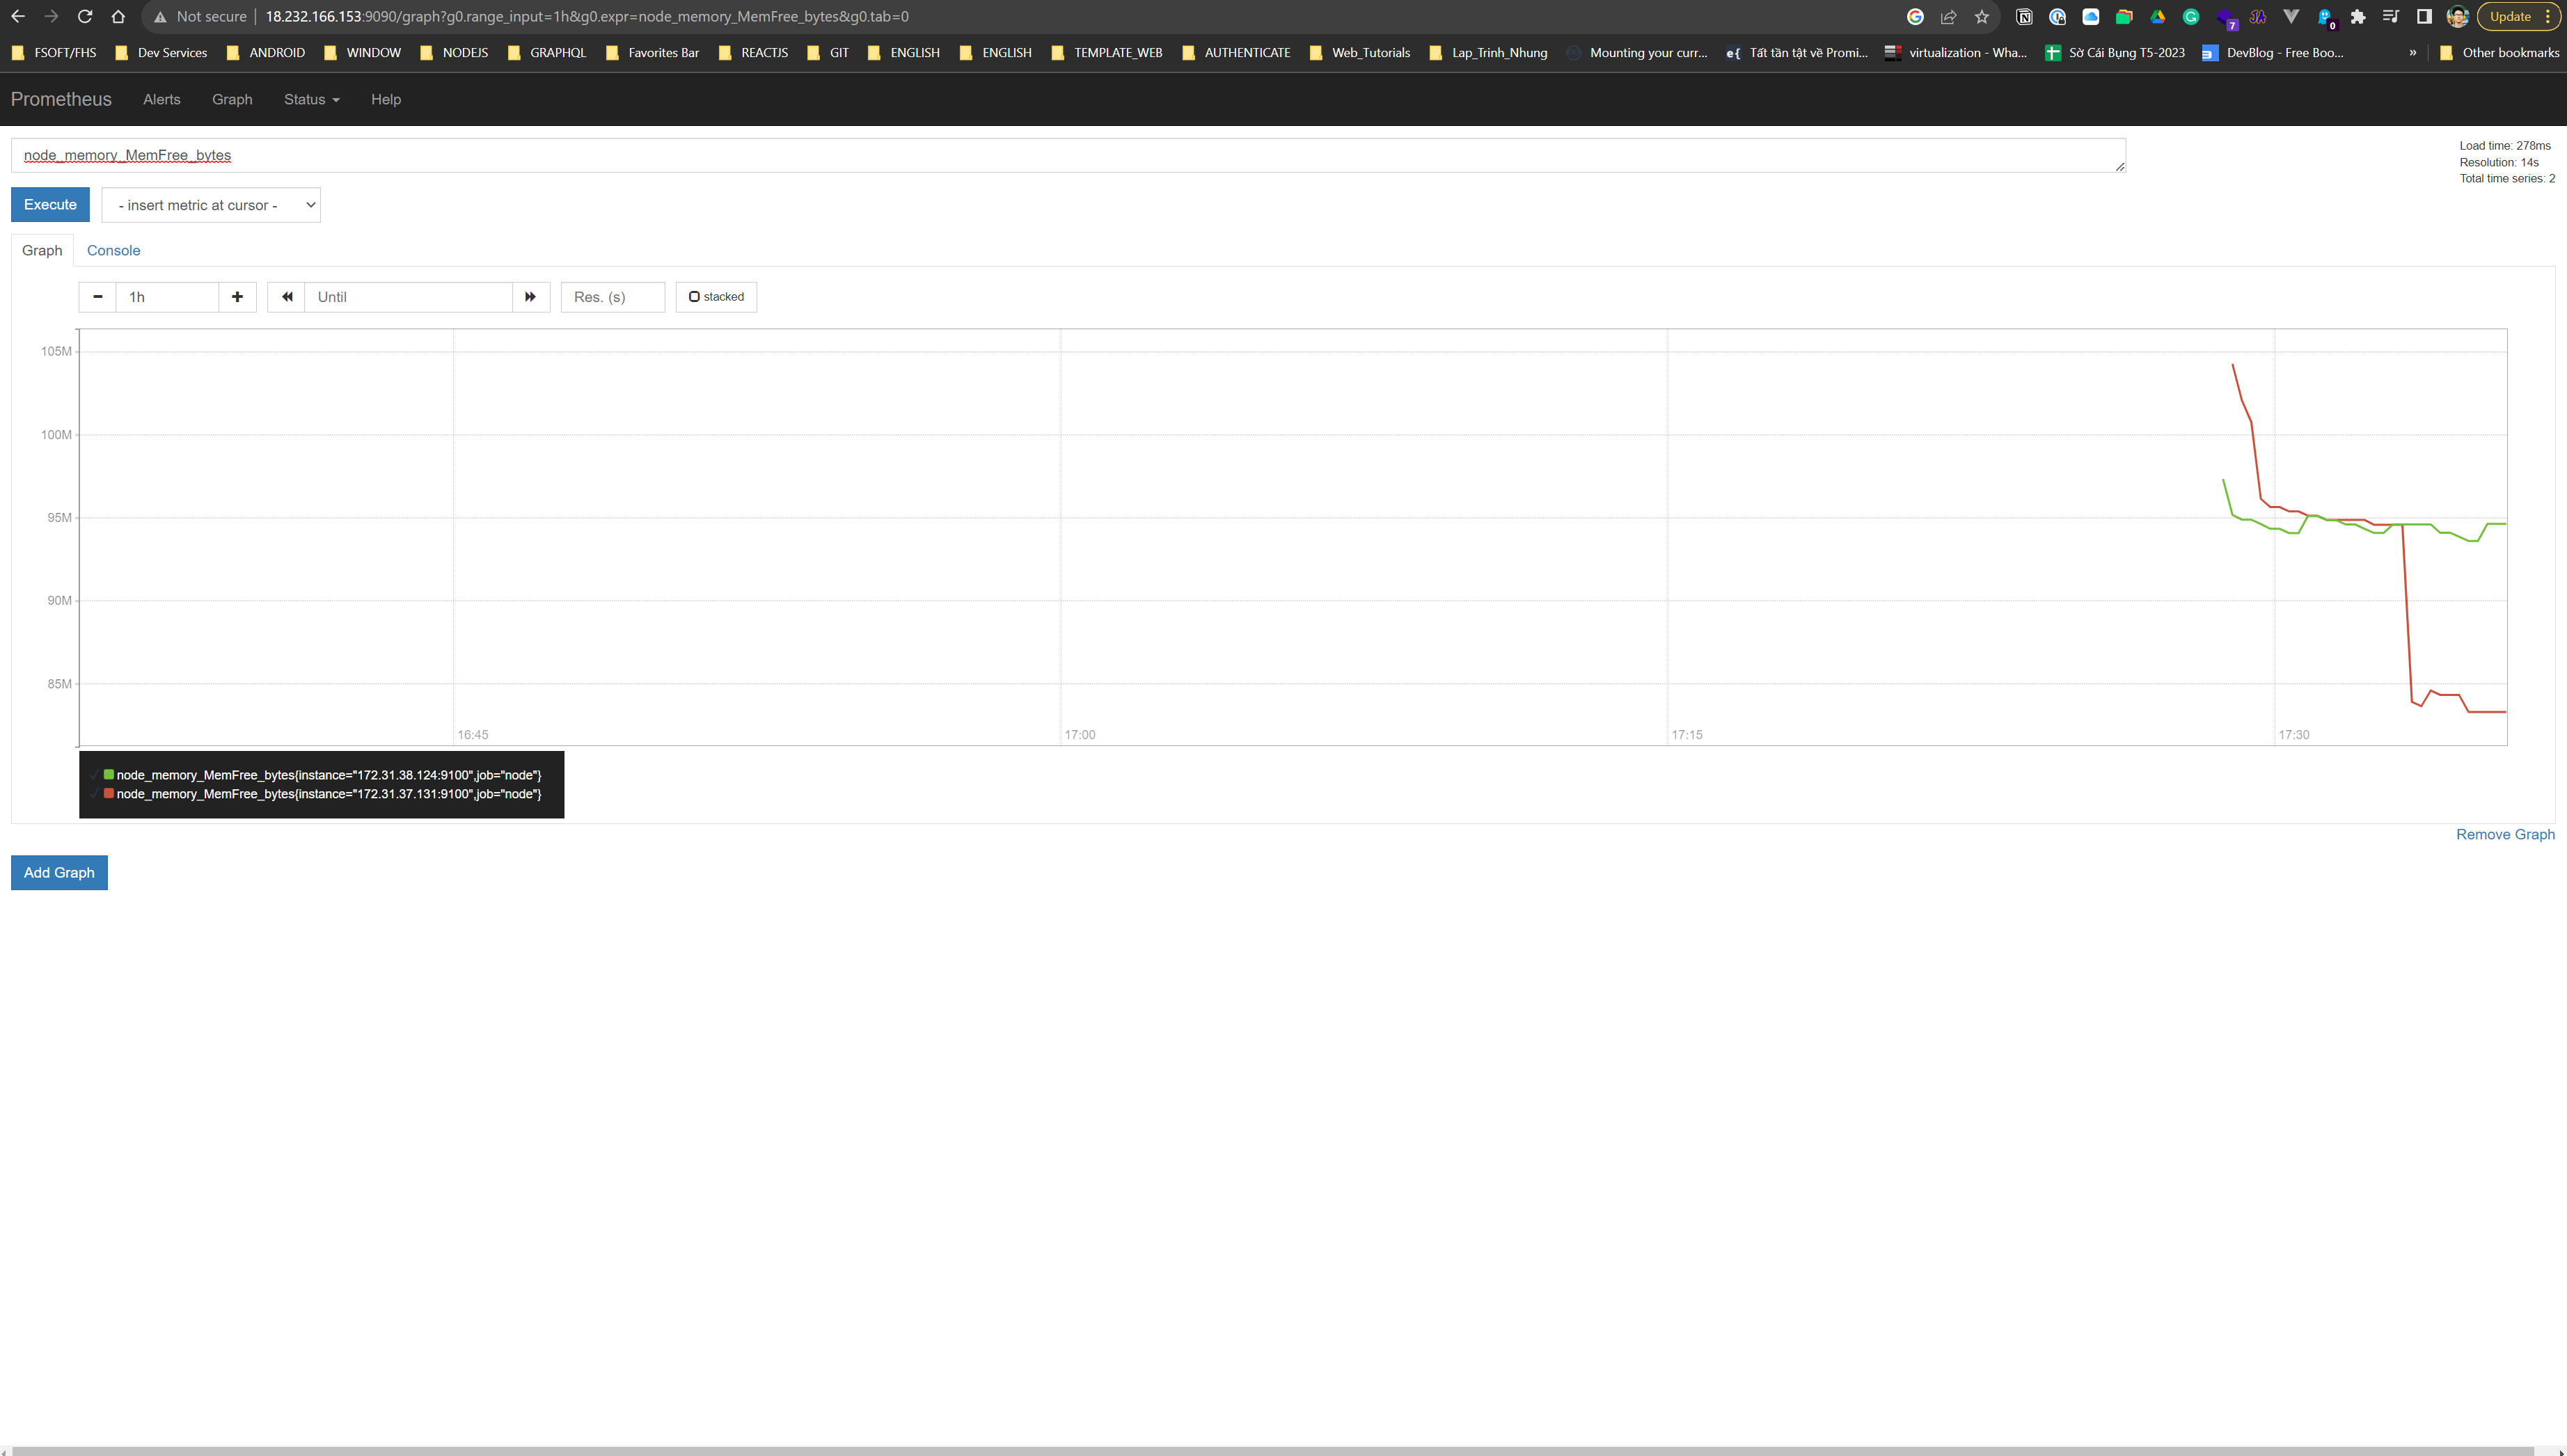 Not secure 18.232.166.153:9090/graph?g0.range_input=1h&g0.expr=node_memory_MemFree_bytes&g0.tab=0 7 JA 0 Update
FSOFT/FHS Dev Services ANDROID WINDOW NODEJS GRAPHQL Favorites Bar REACTJS GIT ENGLISH ENGLISH TEMPLATE_WEB AUTHENTICATE Web_Tutorials Lap_Trinh_Nhung Mounting your curr... e{ Tất tần tật về Promi... virtualization - Wha... Sờ Cái Bụng T5-2023 DevBlog - Free Boo... » Other bookmarks
Prometheus Alerts Graph Status Help
node_memory_MemFree_bytes
Load time: 278ms
Resolution: 14s
Total time series: 2
Execute - insert metric at cursor -
Graph Console
1h Until Res. (s) stacked
105M
100M
95M
90M
85M
16:45 17:00 17:15 17:30
node_memory_MemFree_bytes{instance="172.31.38.124:9100",job="node"}
node_memory_MemFree_bytes{instance="172.31.37.131:9100",job="node"}
Remove Graph
Add Graph